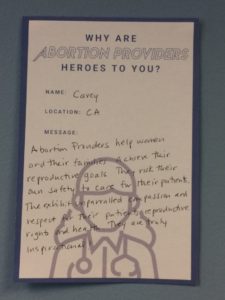 WHY ARE
ABORTION PROVIDERS
HEROES TO YOU?
NAME: Carey
LOCATION: CA
MESSAGE:
Abortion Providers help women
and their families achieve their
reproductive goals. They risk their
own safety to care for their patients.
The exhibit unparralled compassion and
respect for their patients reproductive
rights and health. They are truly
inspirational